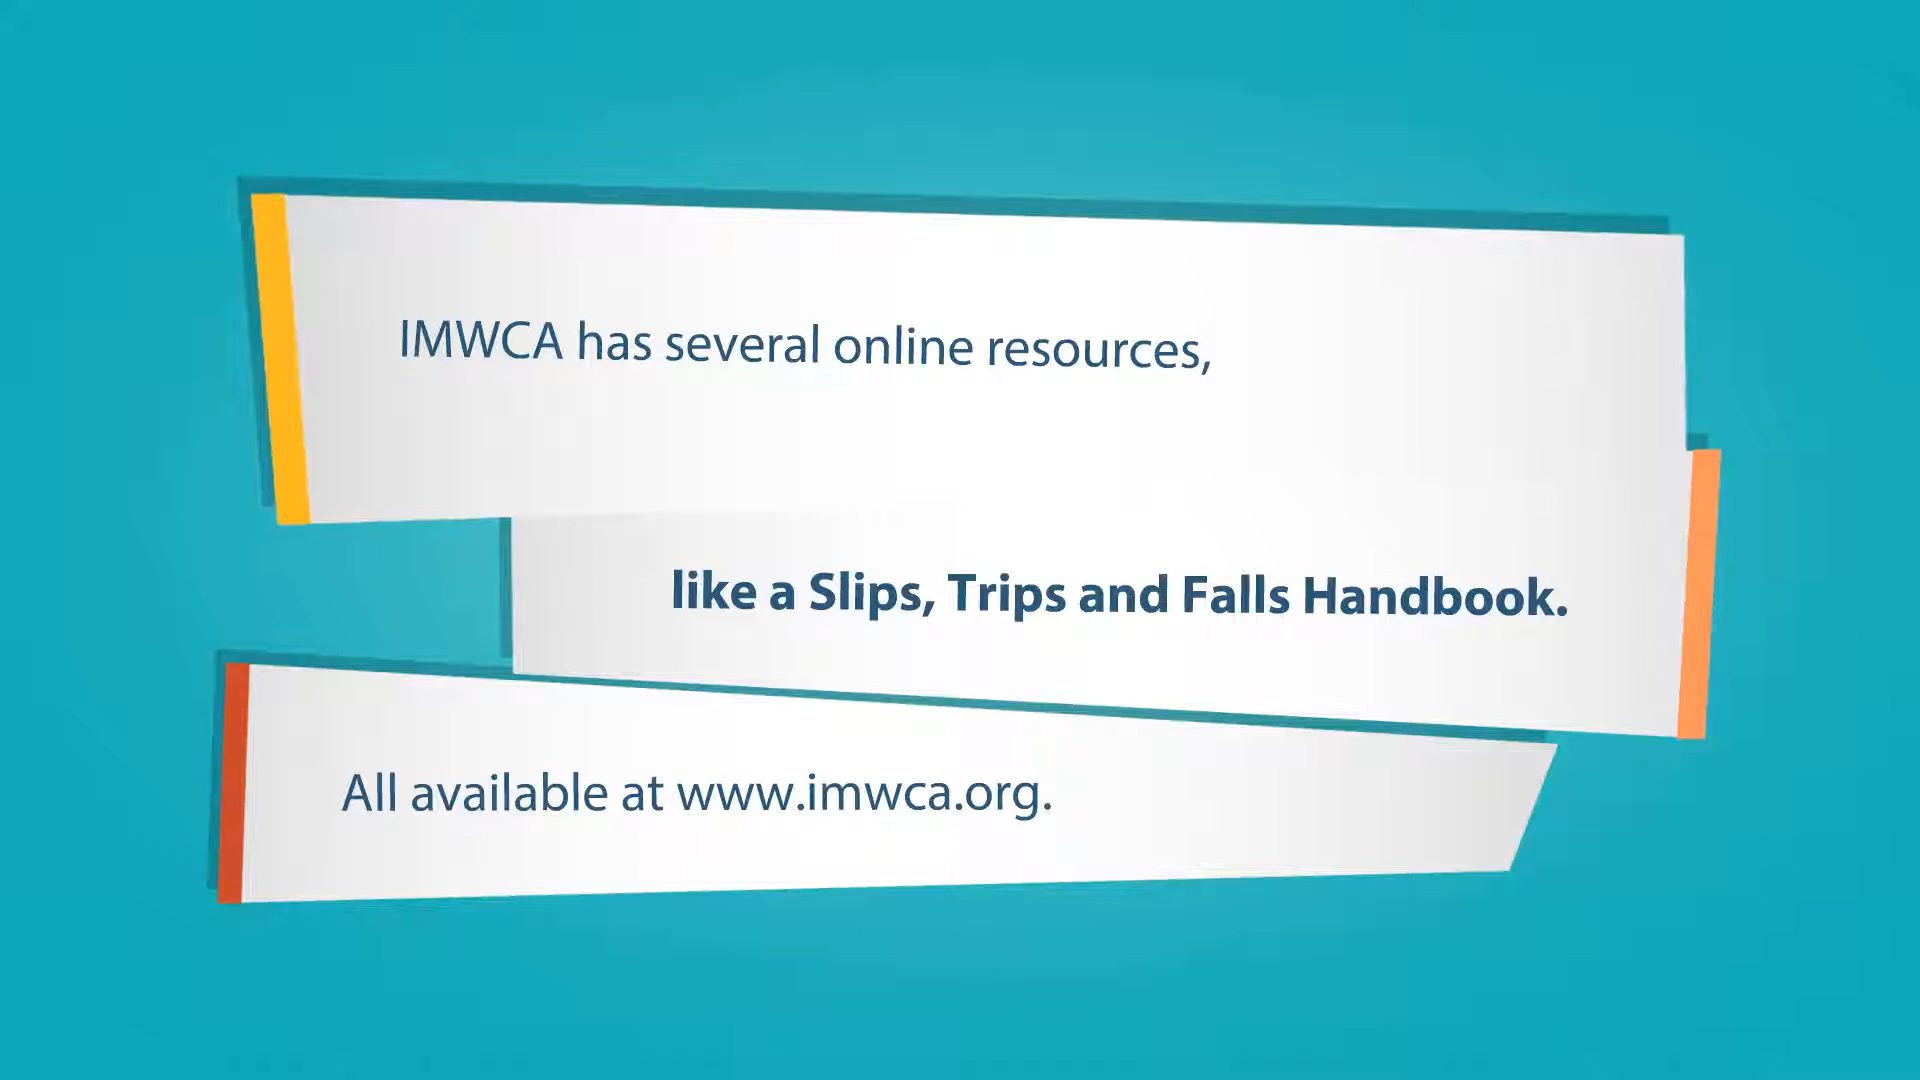 IMWCA has several online resources,
like a Slips, Trips and Falls Handbook.
All available at www.imwca.org.